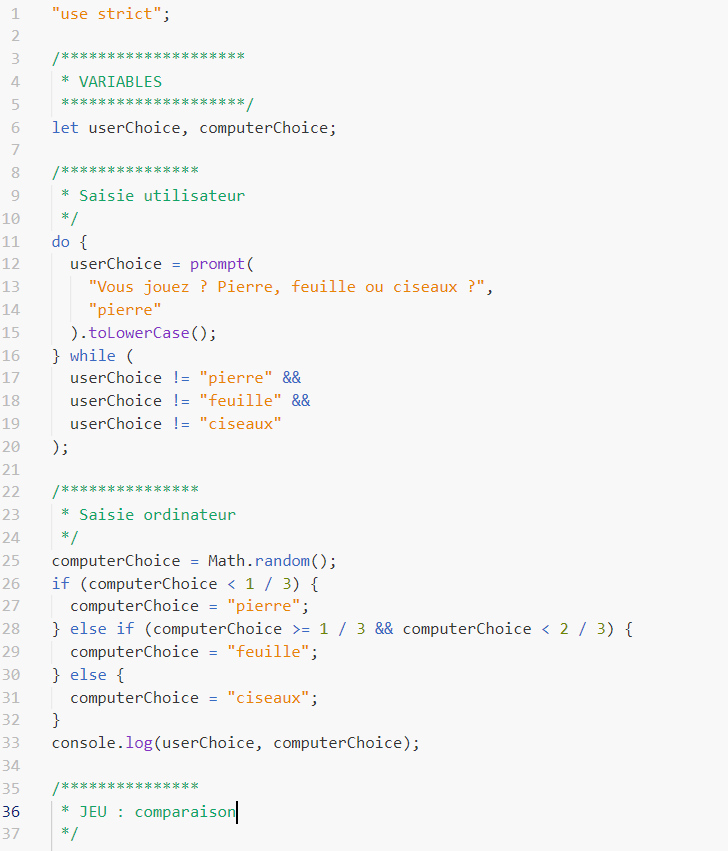 1 "use strict";
2
3 /********************
4 * VARIABLES
5 ********************/
6 let userChoice, computerChoice;
7
8 /***************
9 * Saisie utilisateur
10 */
11 do {
12 userChoice = prompt(
13 "Vous jouez ? Pierre, feuille ou ciseaux ?",
14 "pierre"
15 ).toLowerCase();
16 } while (
17 userChoice != "pierre" &&
18 userChoice != "feuille" &&
19 userChoice != "ciseaux"
20 );
21
22 /***************
23 * Saisie ordinateur
24 */
25 computerChoice = Math.random();
26 if (computerChoice < 1 / 3) {
27 computerChoice = "pierre";
28 } else if (computerChoice >= 1 / 3 && computerChoice < 2 / 3) {
29 computerChoice = "feuille";
30 } else {
31 computerChoice = "ciseaux";
32 }
33 console.log(userChoice, computerChoice);
34
35 /***************
36 * JEU : comparaison
37 */